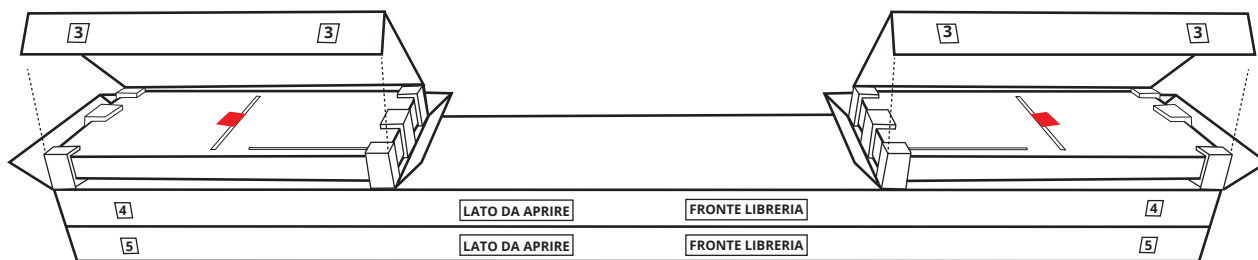 3 3 3 3
4 LATO DA APRIRE FRONTE LIBRERIA 4
5 LATO DA APRIRE FRONTE LIBRERIA 5